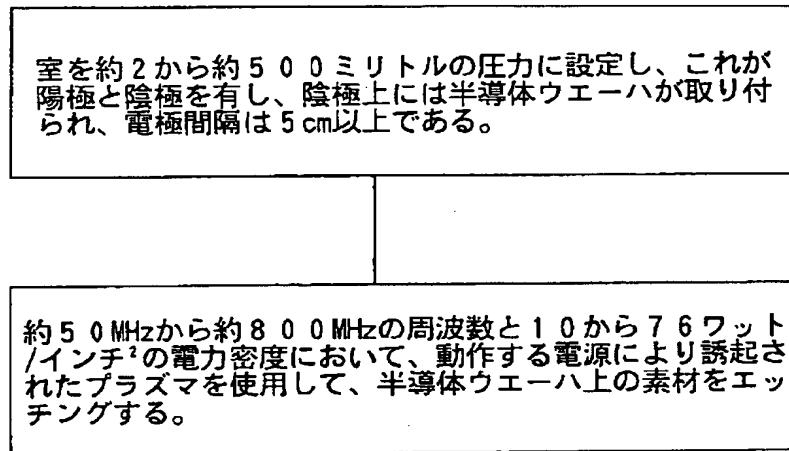 室を約2から約500ミリトルの圧力に設定し、これが
陽極と陰極を有し、陰極上には半導体ウエーハが取り付
られ、電極間隔は5cm以上である。
約50MHzから約800MHzの周波数と10から76ワット
/インチ²の電力密度において、動作する電源により誘起さ
れたプラズマを使用して、半導体ウエーハ上の素材をエッ
チングする。